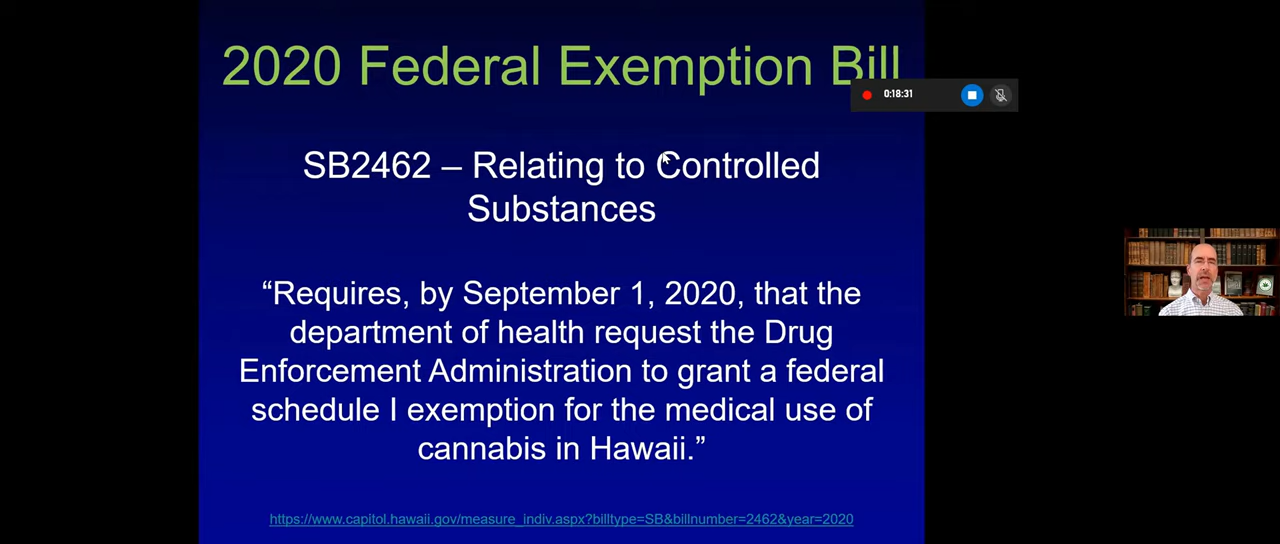 2020 Federal Exemption Bill
0:18:31
SB2462 – Relating to Controlled
Substances
“Requires, by September 1, 2020, that the
department of health request the Drug
Enforcement Administration to grant a federal
schedule I exemption for the medical use of
cannabis in Hawaii.”
https://www.capitol.hawaii.gov/measure_indiv.aspx?billtype=SB&billnumber=2462&year=2020